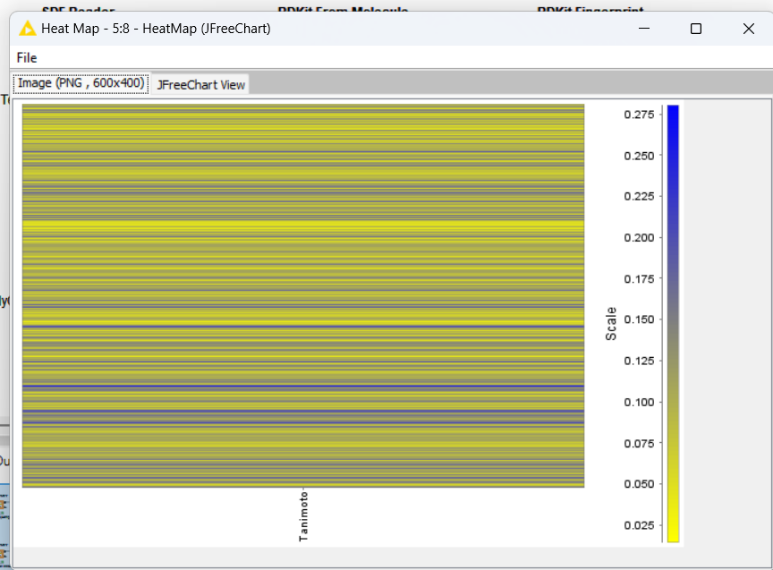 Heat Map - 5:8 - HeatMap (JFreeChart)
File
Image (PNG , 600x400)
JFreeChart View
0.275
0.250
0.225
0.200
0.175
0.150
0.125
0.100
0.075
0.050
0.025
Scale
Tanimoto